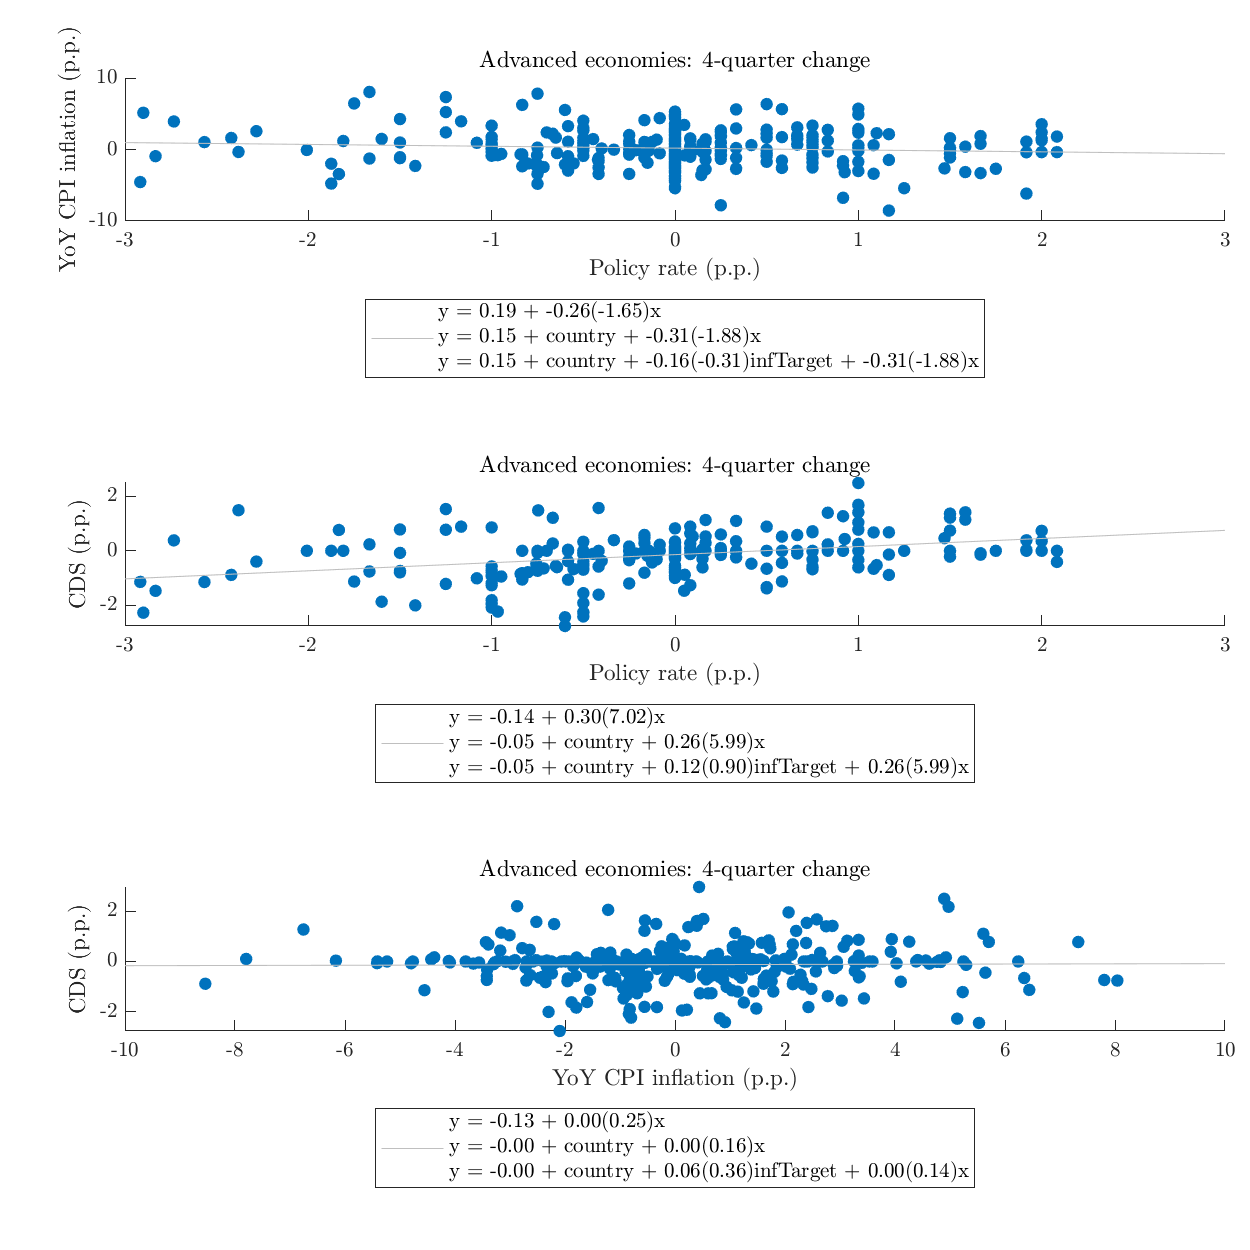 Advanced economies: 4-quarter change
YoY CPI inflation (p.p.)
10
0
-10
-3 -2 -1 0 1 2 3
Policy rate (p.p.)
y = 0.19 + -0.26(-1.65)x
y = 0.15 + country + -0.31(-1.88)x
y = 0.15 + country + -0.16(-0.31)infTarget + -0.31(-1.88)x
Advanced economies: 4-quarter change
CDS (p.p.)
2
0
-2
-3 -2 -1 0 1 2 3
Policy rate (p.p.)
y = -0.14 + 0.30(7.02)x
y = -0.05 + country + 0.26(5.99)x
y = -0.05 + country + 0.12(0.90)infTarget + 0.26(5.99)x
Advanced economies: 4-quarter change
CDS (p.p.)
2
0
-2
-10 -8 -6 -4 -2 0 2 4 6 8 10
YoY CPI inflation (p.p.)
y = -0.13 + 0.00(0.25)x
y = -0.00 + country + 0.00(0.16)x
y = -0.00 + country + 0.06(0.36)infTarget + 0.00(0.14)x